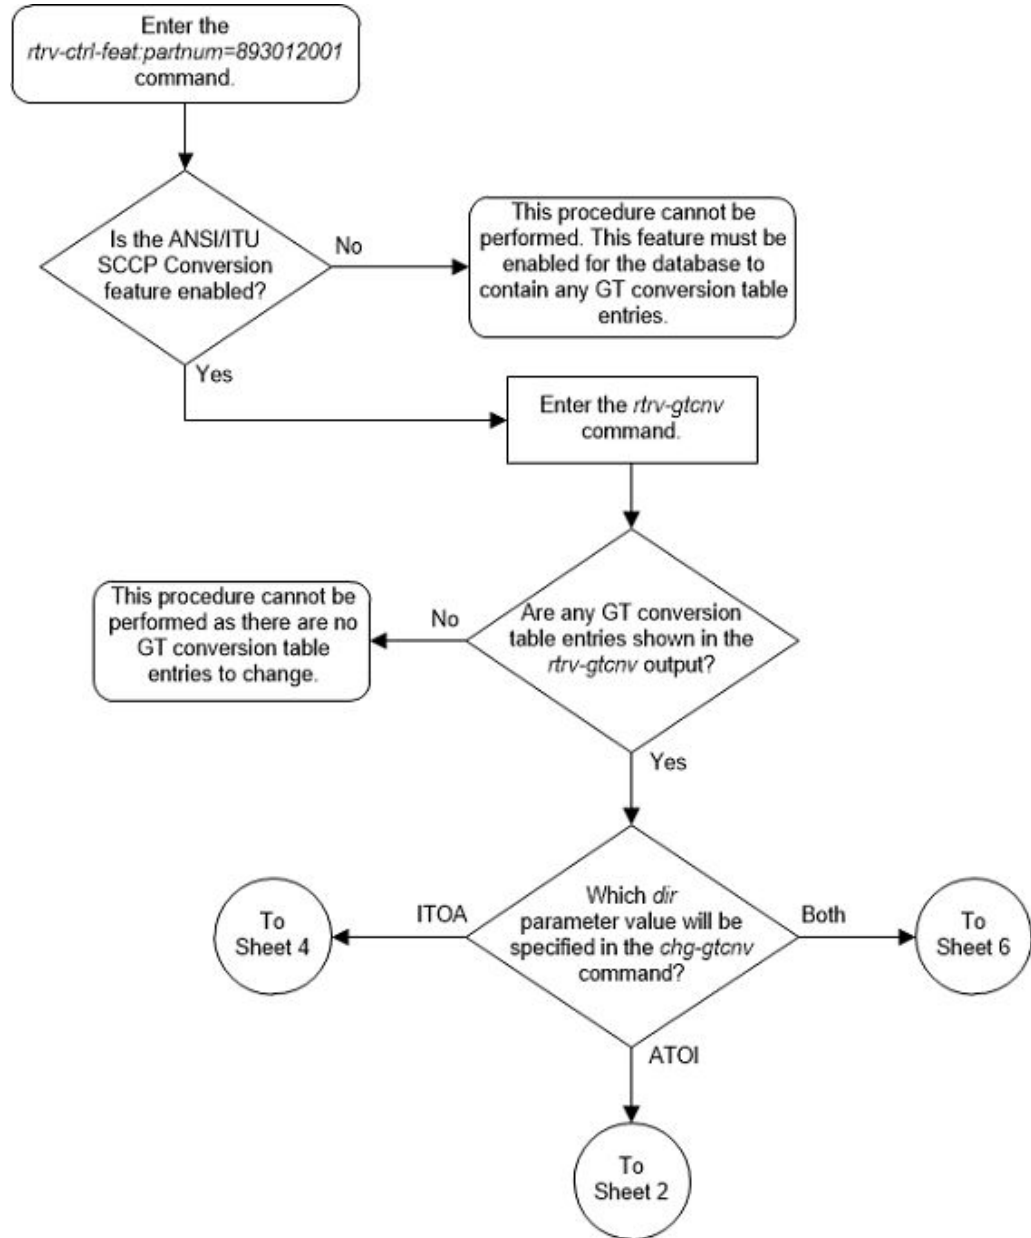 Enter the
rtrv-ctrl-feat:partnum=893012001
command.
Is the ANSI/ITU
SCCP Conversion
feature enabled?
No
This procedure cannot be
performed. This feature must be
enabled for the database to
contain any GT conversion table
entries.
Yes
Enter the rtrv-gtcnv
command.
Are any GT conversion
table entries shown in the
rtrv-gtcnv output?
No
This procedure cannot be
performed as there are no
GT conversion table
entries to change.
Yes
Which dir
parameter value will be
specified in the chg-gtcnv
command?
ITOA
To
Sheet 4
Both
To
Sheet 6
ATOI
To
Sheet 2